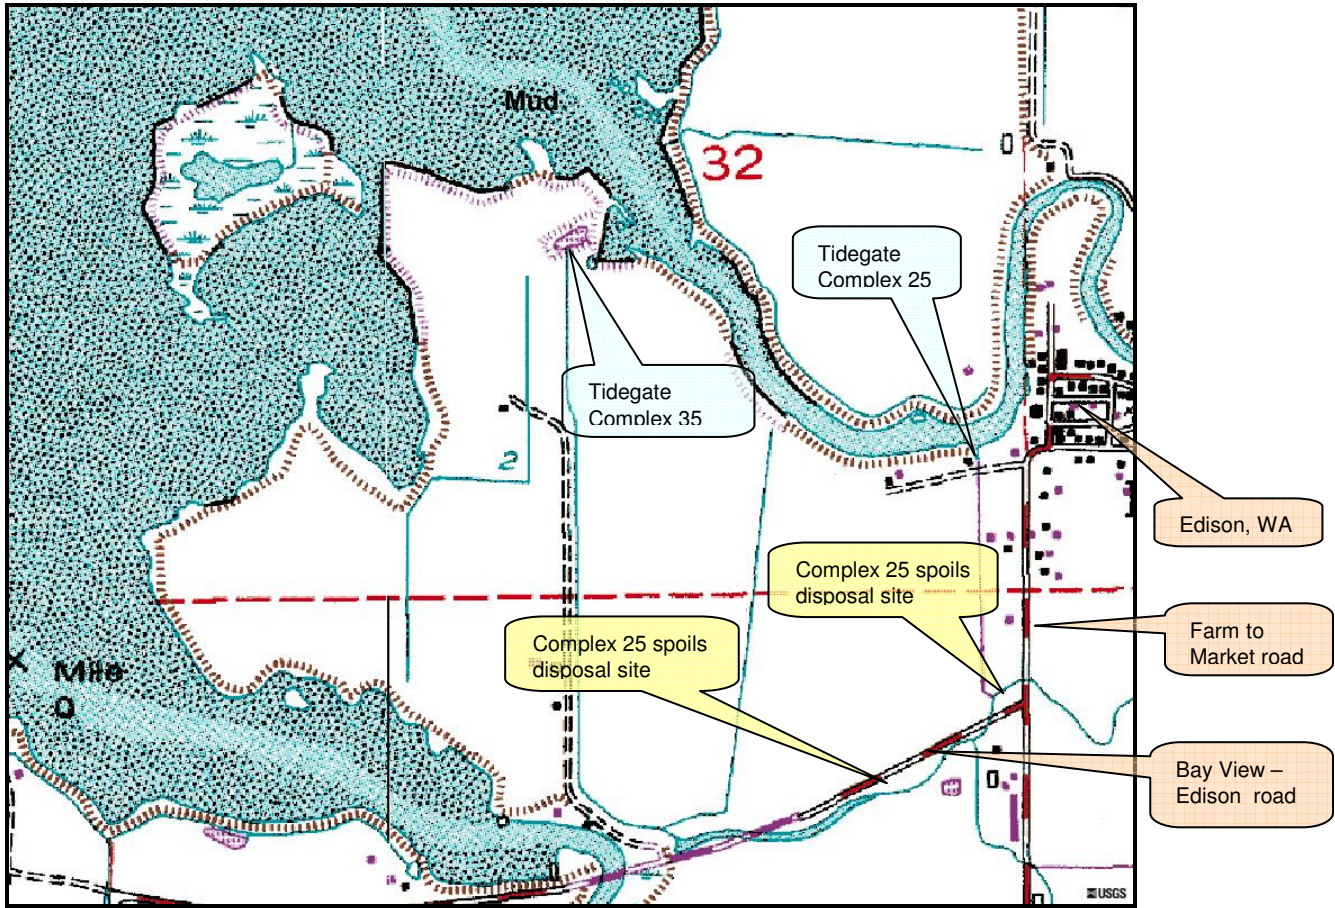 Mud
32
Tidegate
Complex 25
Tidegate
Complex 35
2
Edison, WA
Complex 25 spoils
disposal site
Complex 25 spoils
disposal site
Farm to
Market road
Mile
Bay View –
Edison road
USGS